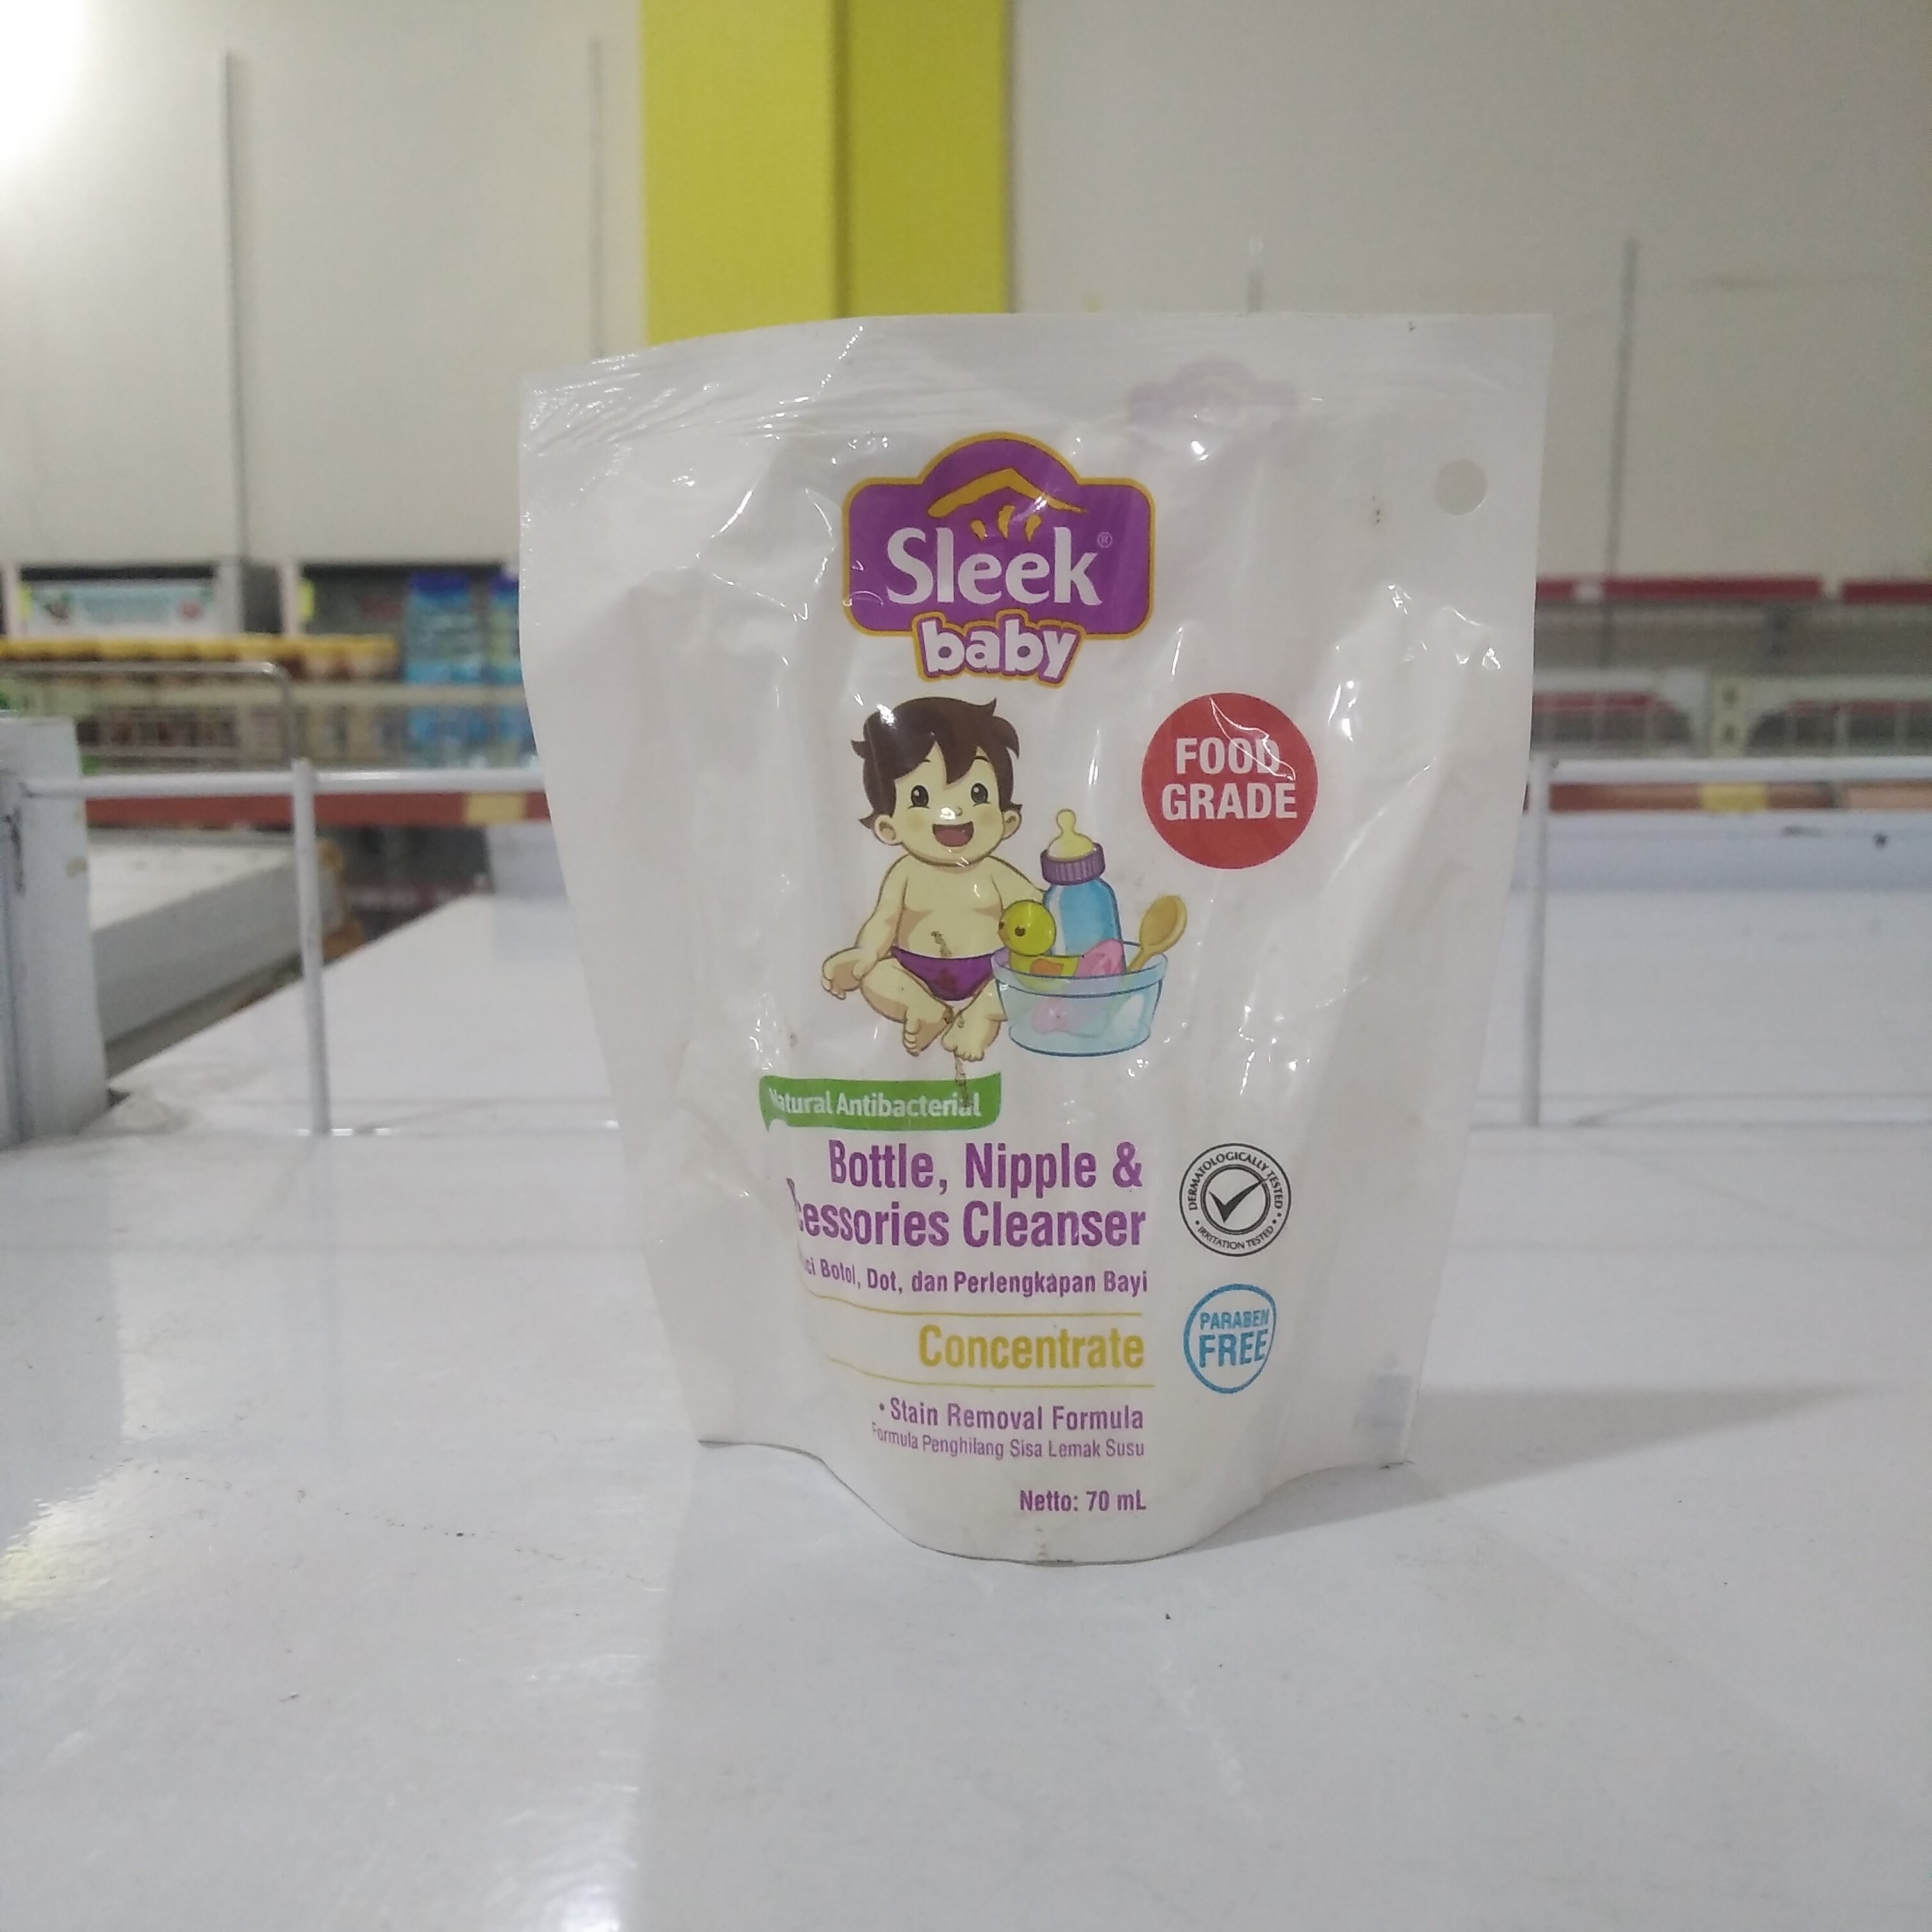 Sleek®
baby
FOOD
GRADE
Natural Antibacterial
Bottle, Nipple &
cessories Cleanser
Botol, Dot, dan Perlengkapan Bayi
Concentrate
• Stain Removal Formula
Formula Penghilang Sisa Lemak Susu
Netto: 70 mL
DERMATOLOGICALLY TESTED
• IRRITATION TESTED •
PARABEN
FREE